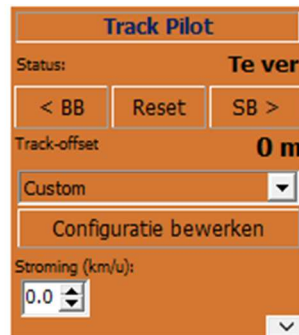 Track Pilot
Status: Te ver
< BB Reset SB >
Track-offset 0 m
Custom
Configuratie bewerken
Stroming (km/u):
0.0